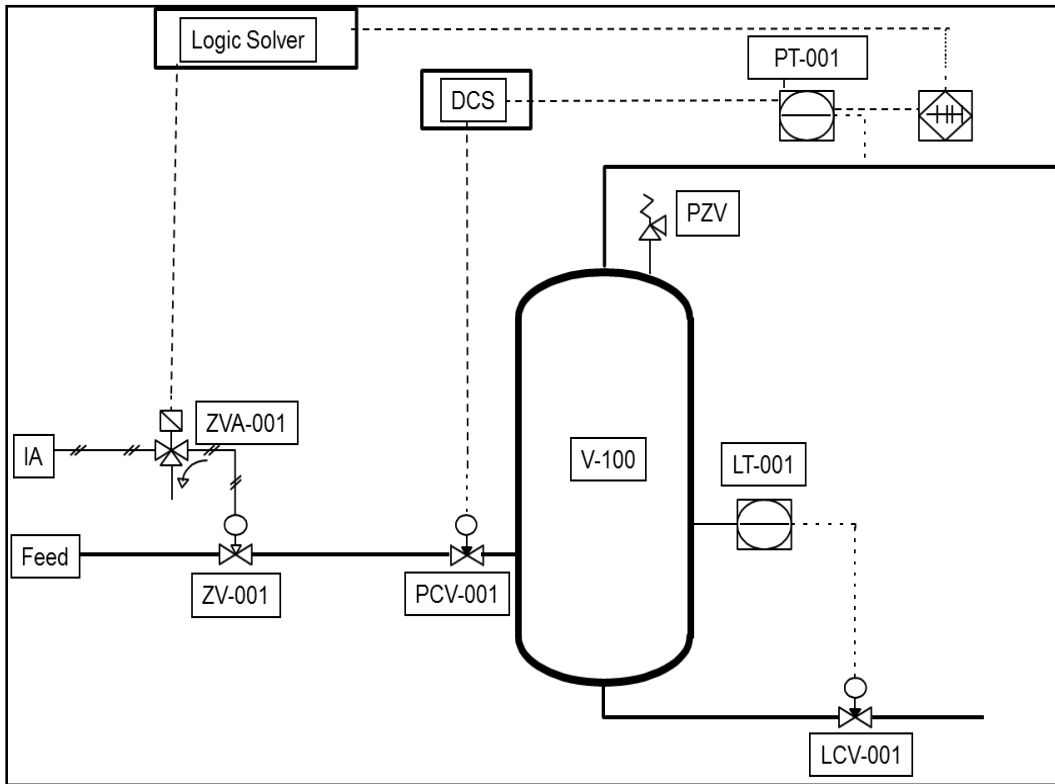 Logic Solver
PT-001
DCS
PZV
ZVA-001
IA
V-100
LT-001
Feed
ZV-001
PCV-001
LCV-001